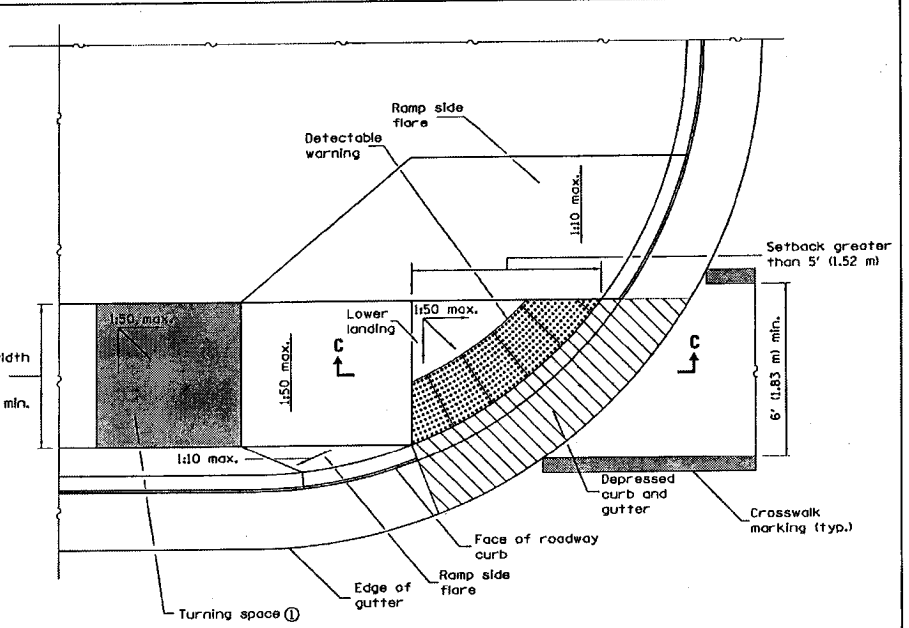 Ramp side
flare
Detectable
warning
1:10 max.
Setback greater
than 5' (1.52 m)
1:50 max.
Lower
landing
1:50 max.
C
C
1:50 max.
6' (1.83 m) min.
min.
1:10 max.
Depressed
curb and
gutter
Crosswalk
marking (typ.)
Face of roadway
curb
Ramp side
flare
Edge of
gutter
Turning space ①